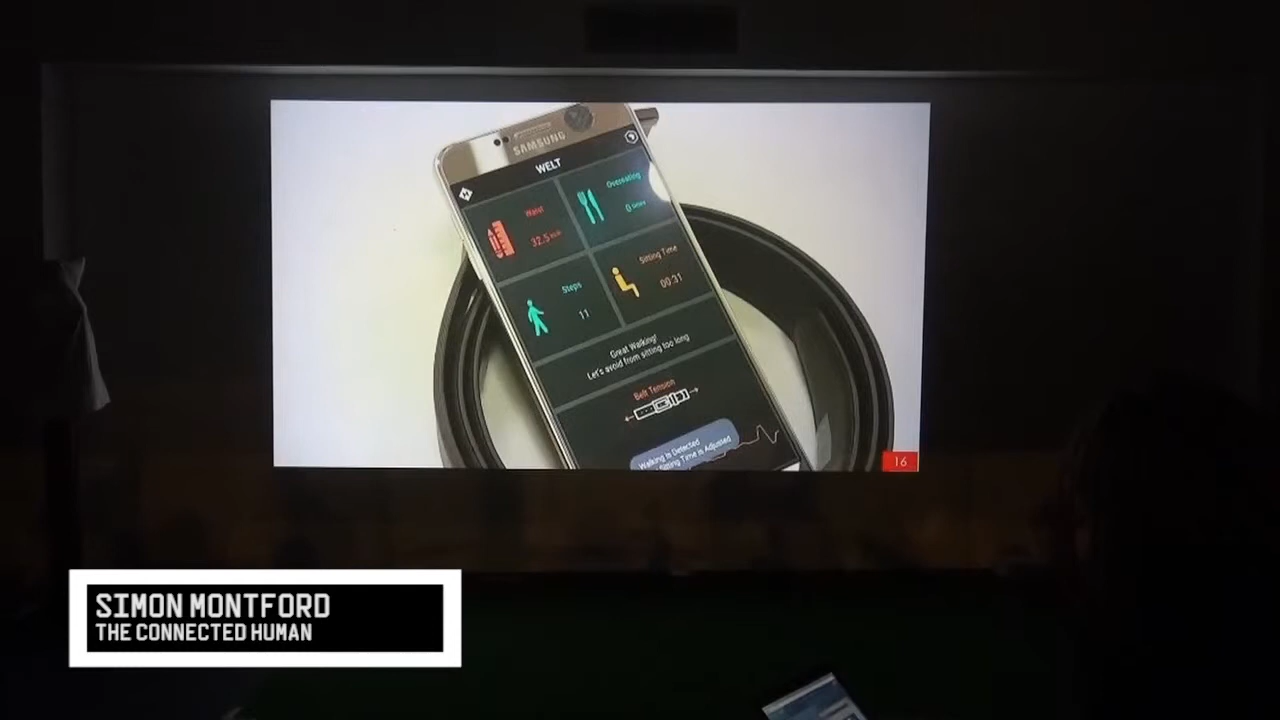 SAMSUNG
WELT
Waist
32.5 inch
Overeating
0
Steps
11
Sitting Time
00:31
Great Walking!
Let's avoid from sitting too long
Belt Tension
Walking is Detected
Sitting Time is Adjusted
16
SIMON MONTFORD
THE CONNECTED HUMAN